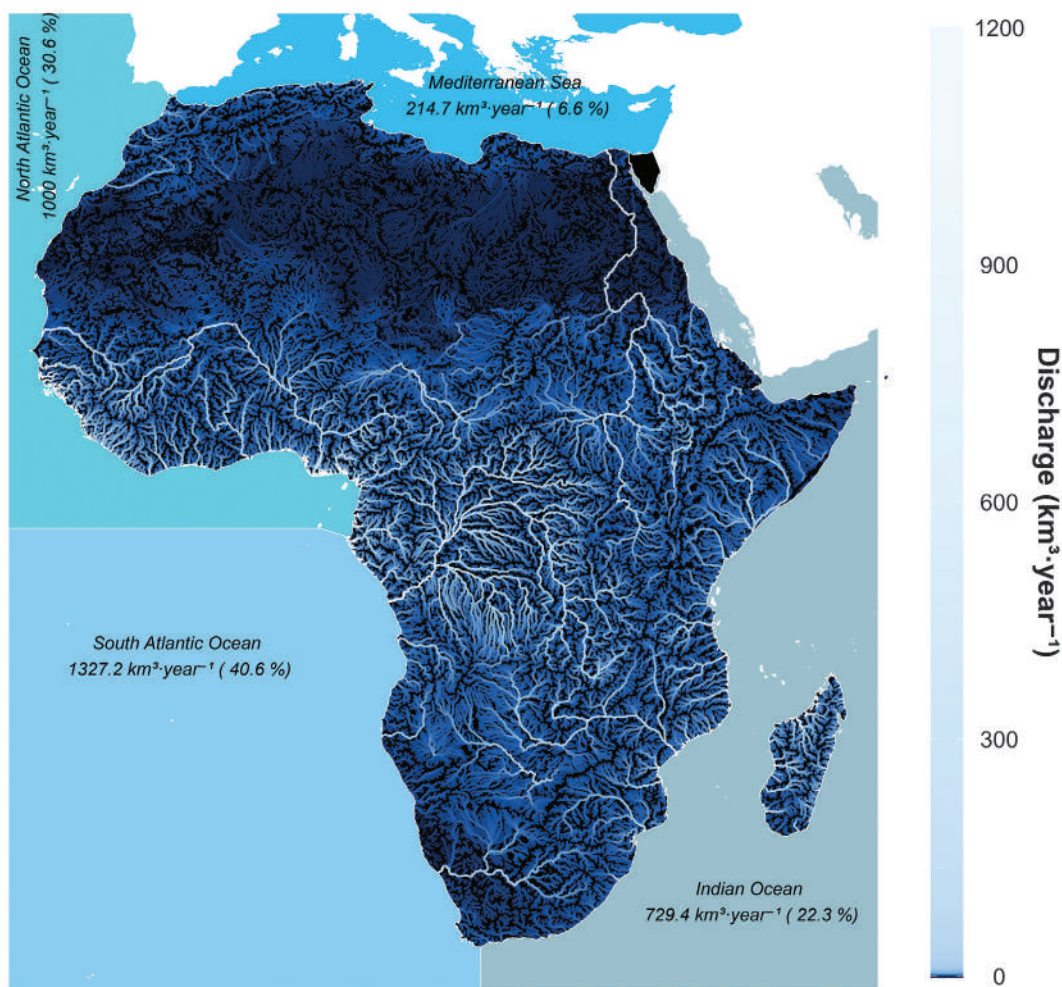 North Atlantic Ocean
1000 km³·year⁻¹ ( 30.6 %)
Mediterranean Sea
214.7 km³·year⁻¹ ( 6.6 %)
South Atlantic Ocean
1327.2 km³·year⁻¹ ( 40.6 %)
Indian Ocean
729.4 km³·year⁻¹ ( 22.3 %)
1200
900
600
300
0
Discharge (km³·year⁻¹)